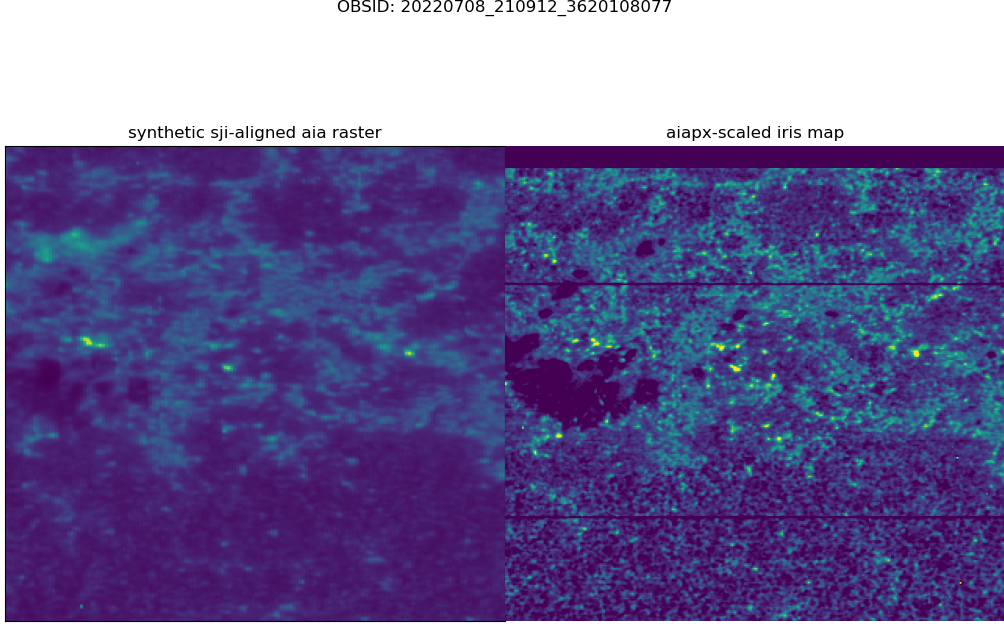 OBSID: 20220708_210912_3620108077
synthetic sji-aligned aia raster
aiapx-scaled iris map